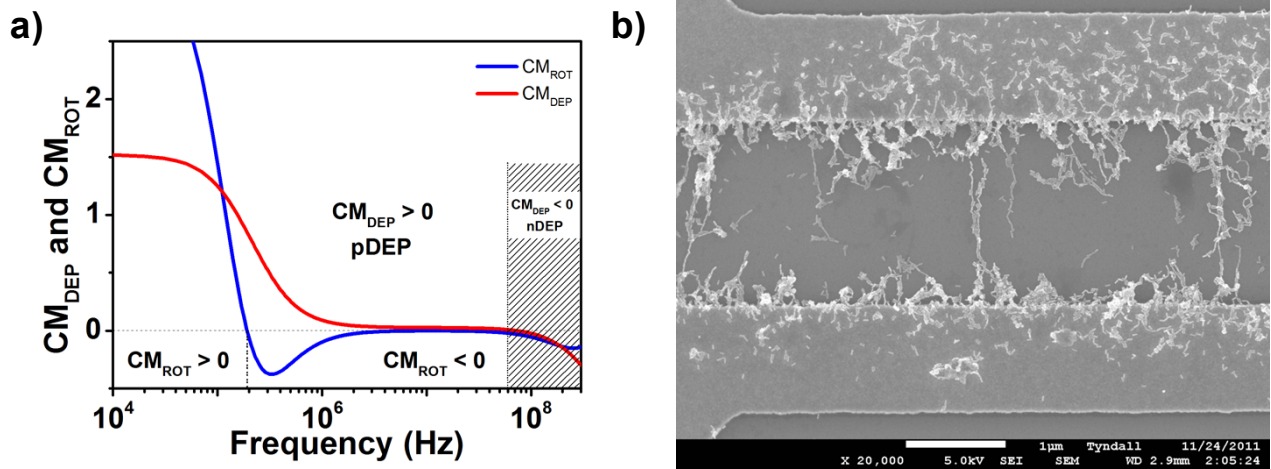 a)
CM_DEP and CM_ROT
2
1
0
CM_ROT
CM_DEP
CM_DEP > 0
pDEP
CM_DEP < 0
nDEP
CM_ROT > 0
CM_ROT < 0
10^4
10^6
10^8
Frequency (Hz)
b)
1µm Tyndall 11/24/2011
X 20,000 5.0kV SEI SEM WD 2.9mm 2:05:24